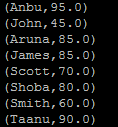 (Anbu,95.0)
(John,45.0)
(Aruna,85.0)
(James,85.0)
(Scott,70.0)
(Shoba,80.0)
(Smith,60.0)
(Taanu,90.0)